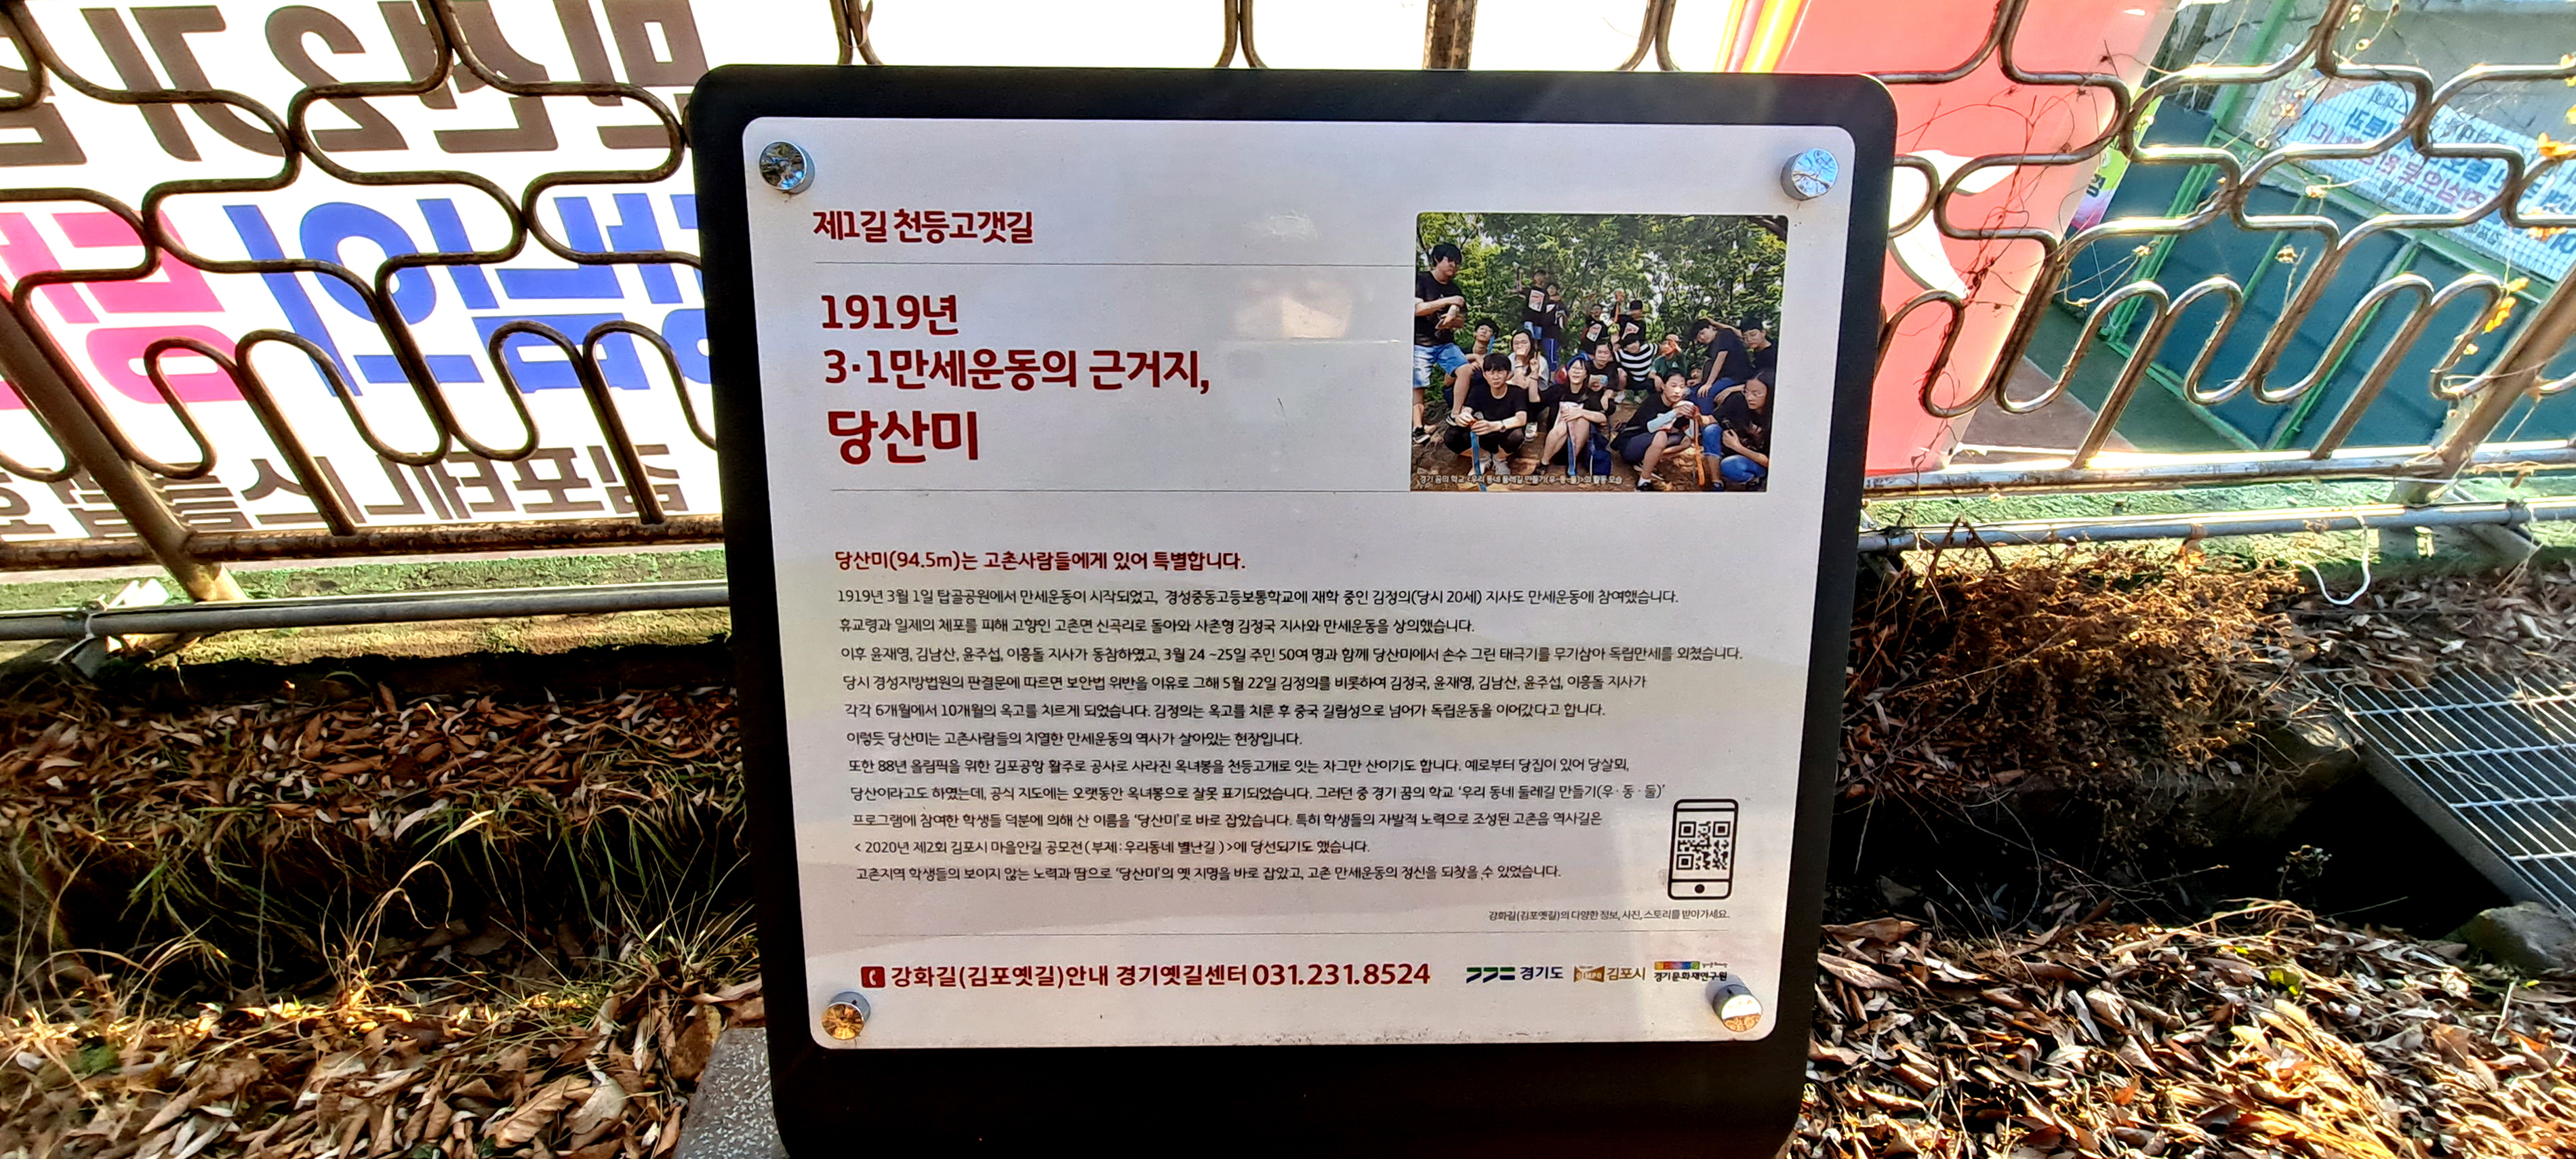 제1길 천등고갯길
1919년
3·1만세운동의 근거지,
당산미
경기 꿈의 학교 <우리 동네 둘레길 만들기(우·동·둘)>의 활동 모습
당산미(94.5m)는 고촌사람들에게 있어 특별합니다.
1919년 3월 1일 탑골공원에서 만세운동이 시작되었고, 경성중동고등보통학교에 재학 중인 김정의(당시 20세) 지사도 만세운동에 참여했습니다.
휴교령과 일제의 체포를 피해 고향인 고촌면 신곡리로 돌아와 사촌형 김정국 지사와 만세운동을 상의했습니다.
이후 윤재영, 김남산, 윤주섭, 이흥돌 지사가 동참하였고, 3월 24 ~25일 주민 50여 명과 함께 당산미에서 손수 그린 태극기를 무기삼아 독립만세를 외쳤습니다.
당시 경성지방법원의 판결문에 따르면 보안법 위반을 이유로 그해 5월 22일 김정의를 비롯하여 김정국, 윤재영, 김남산, 윤주섭, 이흥돌 지사가
각각 6개월에서 10개월의 옥고를 치르게 되었습니다. 김정의는 옥고를 치룬 후 중국 길림성으로 넘어가 독립운동을 이어갔다고 합니다.
이렇듯 당산미는 고촌사람들의 치열한 만세운동의 역사가 살아있는 현장입니다.
또한 88년 올림픽을 위한 김포공항 활주로 공사로 사라진 옥녀봉을 천등고개로 잇는 자그만 산이기도 합니다. 예로부터 당집이 있어 당살뫼,
당산이라고도 하였는데, 공식 지도에는 오랫동안 옥녀봉으로 잘못 표기되었습니다. 그러던 중 경기 꿈의 학교 '우리 동네 둘레길 만들기(우·동·둘)'
프로그램에 참여한 학생들 덕분에 의해 산 이름을 '당산미'로 바로 잡았습니다. 특히 학생들의 자발적 노력으로 조성된 고촌읍 역사길은
< 2020년 제2회 김포시 마을안길 공모전 ( 부제 : 우리동네 별난길 ) >에 당선되기도 했습니다.
고촌지역 학생들의 보이지 않는 노력과 땀으로 '당산미'의 옛 지명을 바로 잡았고, 고촌 만세운동의 정신을 되찾을 수 있었습니다.
강화길(김포옛길)의 다양한 정보, 사진, 스토리를 받아가세요.
강화길(김포옛길)안내 경기옛길센터 031.231.8524
경기도 김포시 경기문화재연구원